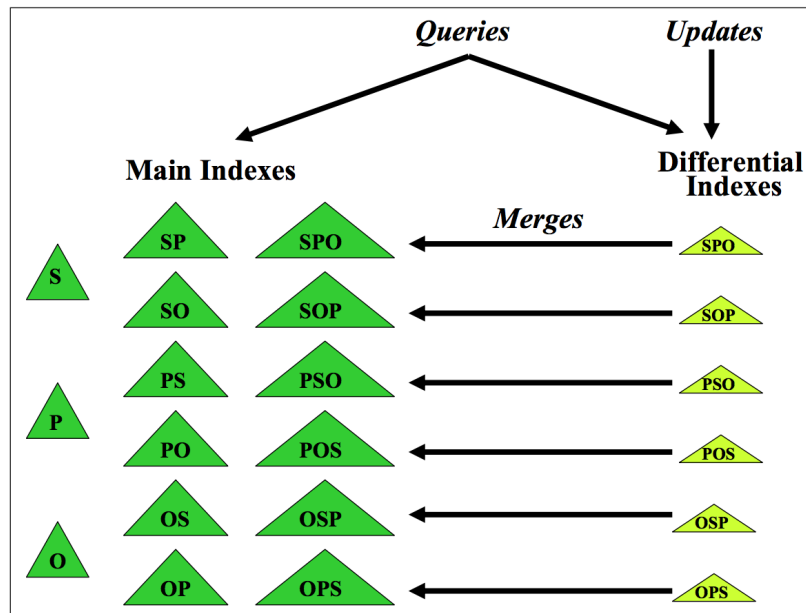 Queries
Updates
Main Indexes
Differential
Indexes
Merges
S
SP
SPO
SPO
SO
SOP
SOP
P
PS
PSO
PSO
PO
POS
POS
O
OS
OSP
OSP
OP
OPS
OPS